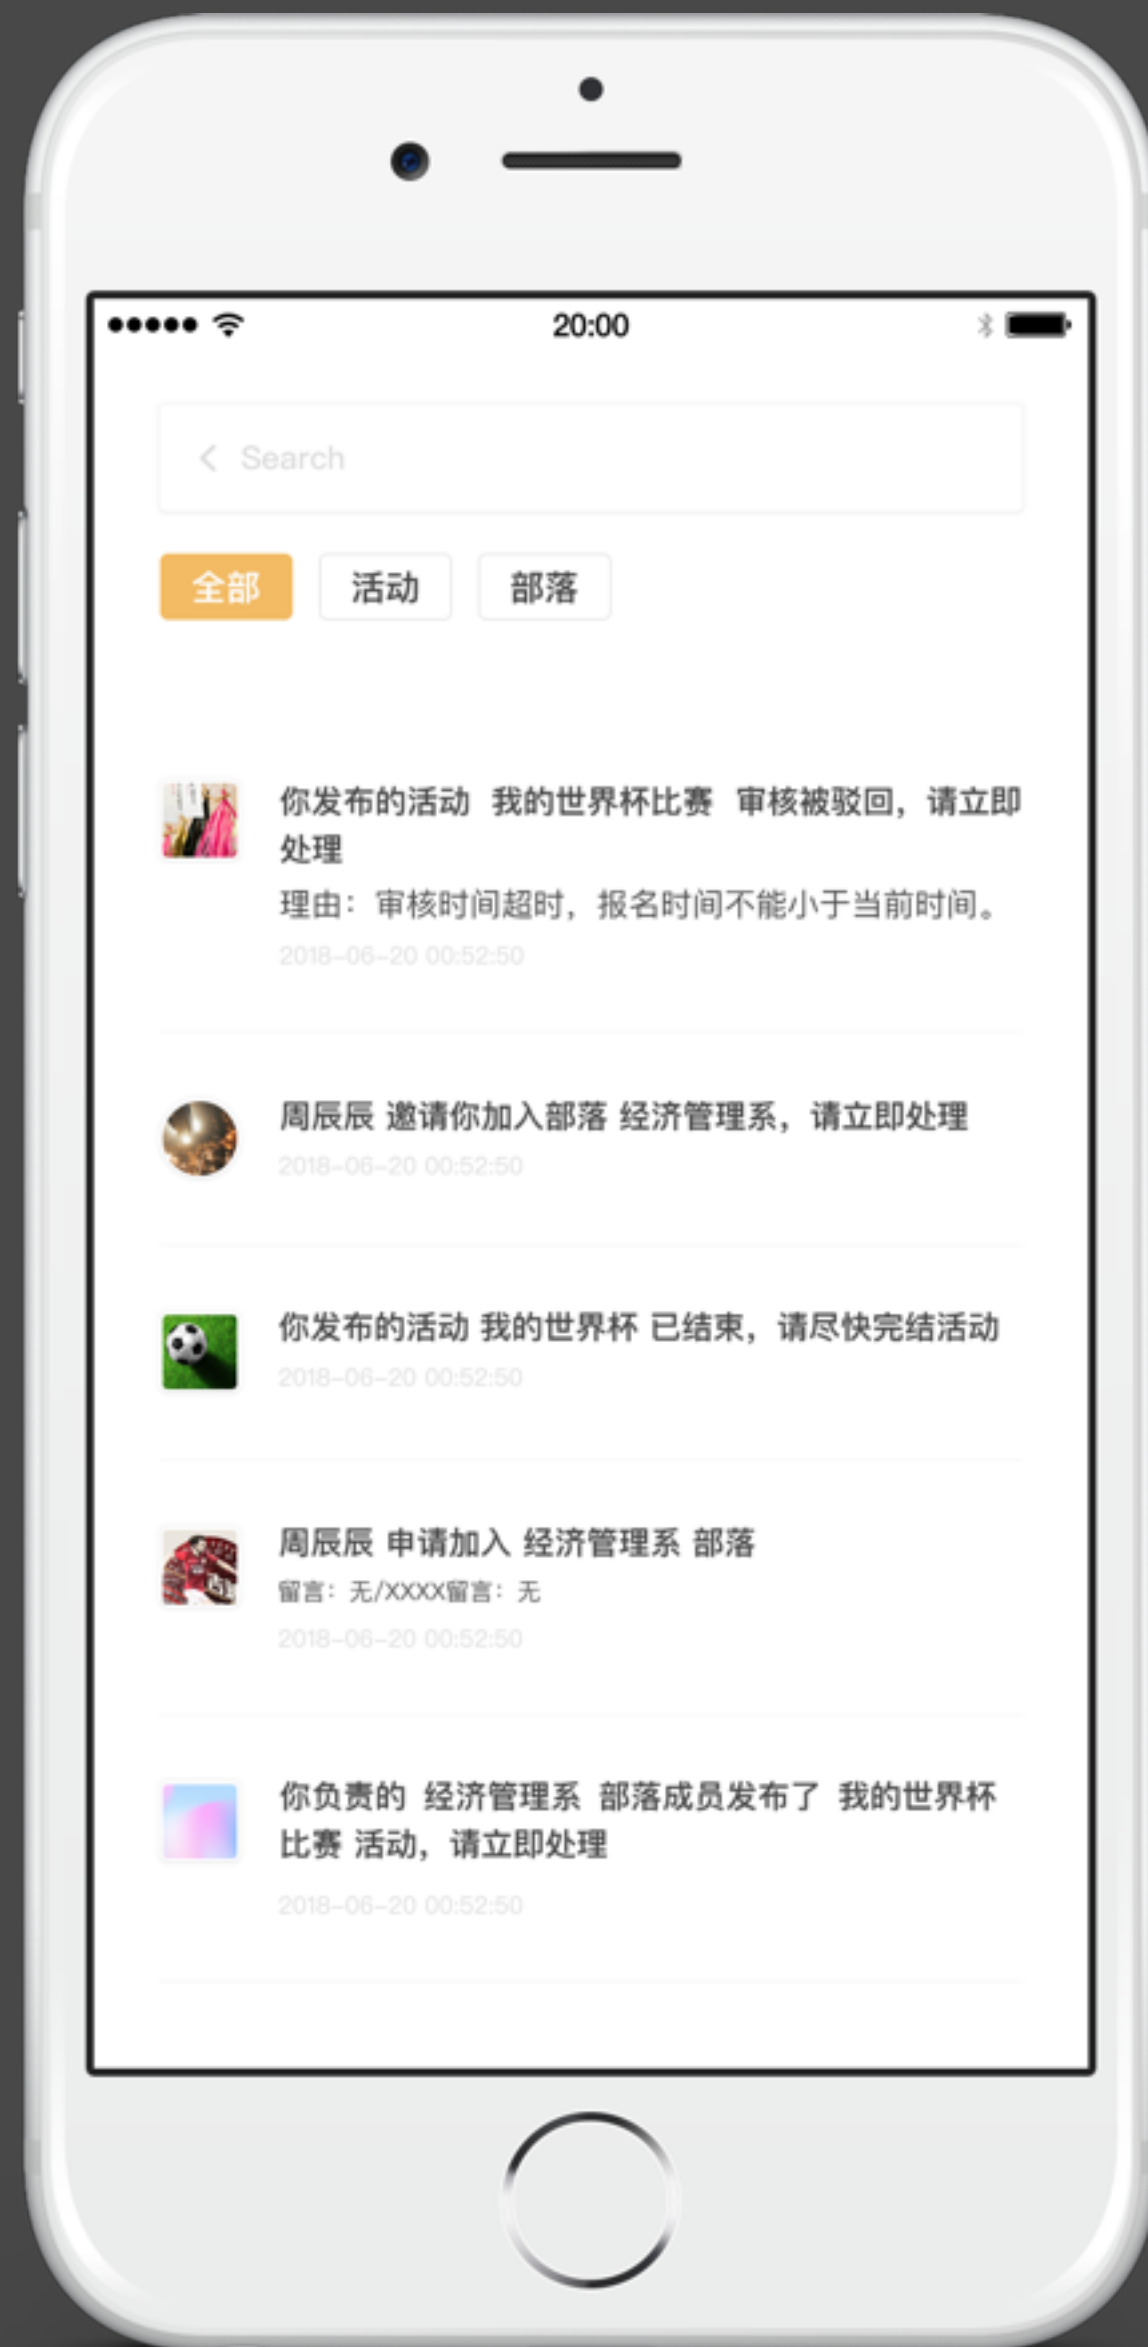 20:00
Search
全部 活动 部落
你发布的活动 我的世界杯比赛 审核被驳回，请立即
处理
理由：审核时间超时，报名时间不能小于当前时间。
2018-06-20 00:52:50
周辰辰 邀请你加入部落 经济管理系，请立即处理
2018-06-20 00:52:50
你发布的活动 我的世界杯 已结束，请尽快完结活动
2018-06-20 00:52:50
周辰辰 申请加入 经济管理系 部落
留言：无/XXXX留言：无
2018-06-20 00:52:50
你负责的 经济管理系 部落成员发布了 我的世界杯
比赛 活动，请立即处理
2018-06-20 00:52:50